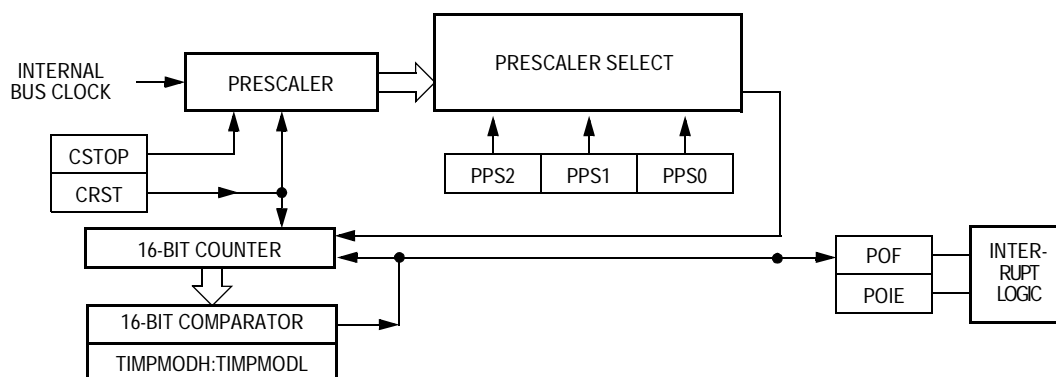 INTERNAL
BUS CLOCK
PRESCALER
PRESCALER SELECT
CSTOP
CRST
PPS2
PPS1
PPS0
16-BIT COUNTER
16-BIT COMPARATOR
TIMPMODH:TIMPMODL
POF
POIE
INTER-
RUPT
LOGIC